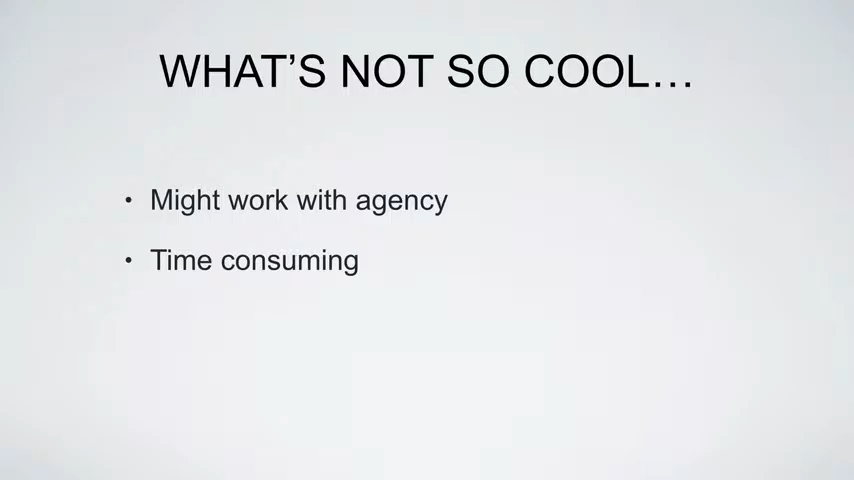 WHAT’S NOT SO COOL…
• Might work with agency
• Time consuming